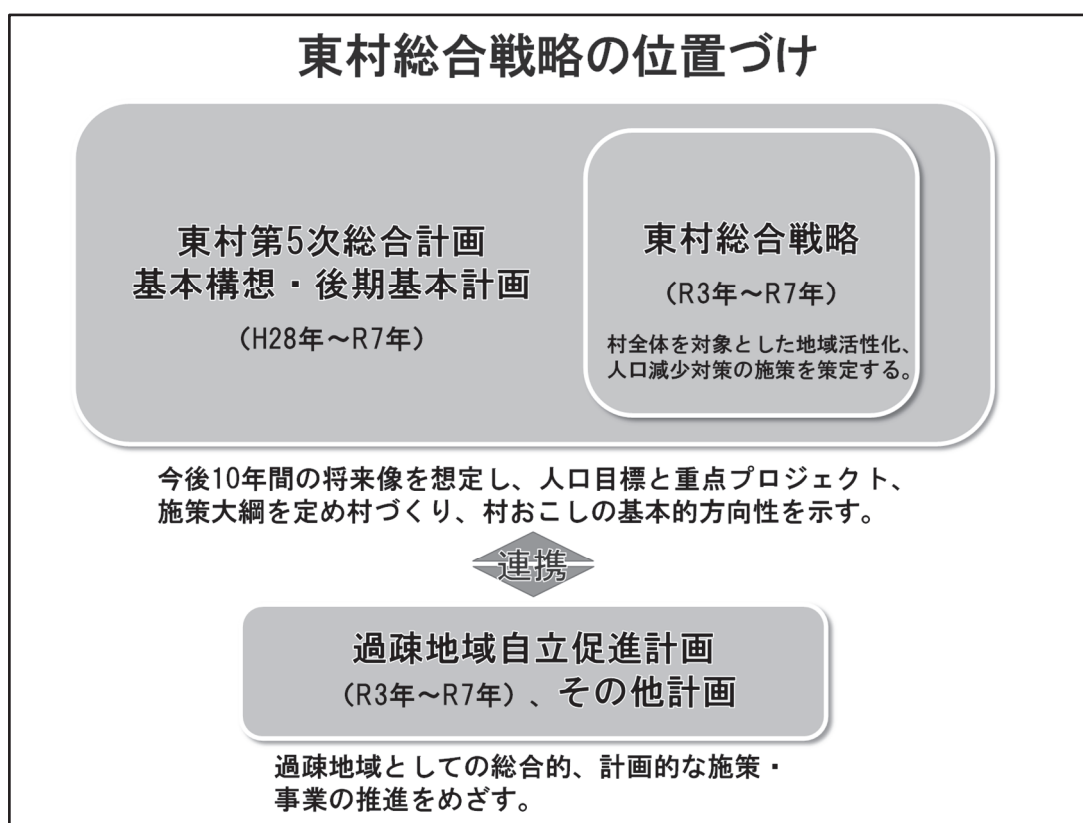 東村総合戦略の位置づけ
東村第5次総合計画
基本構想・後期基本計画
（H28年～R7年）
東村総合戦略
（R3年～R7年）
村全体を対象とした地域活性化、
人口減少対策の施策を策定する。
今後10年間の将来像を想定し、人口目標と重点プロジェクト、
施策大綱を定め村づくり、村おこしの基本的方向性を示す。
連携
過疎地域自立促進計画
（R3年～R7年）、その他計画
過疎地域としての総合的、計画的な施策・
事業の推進をめざす。